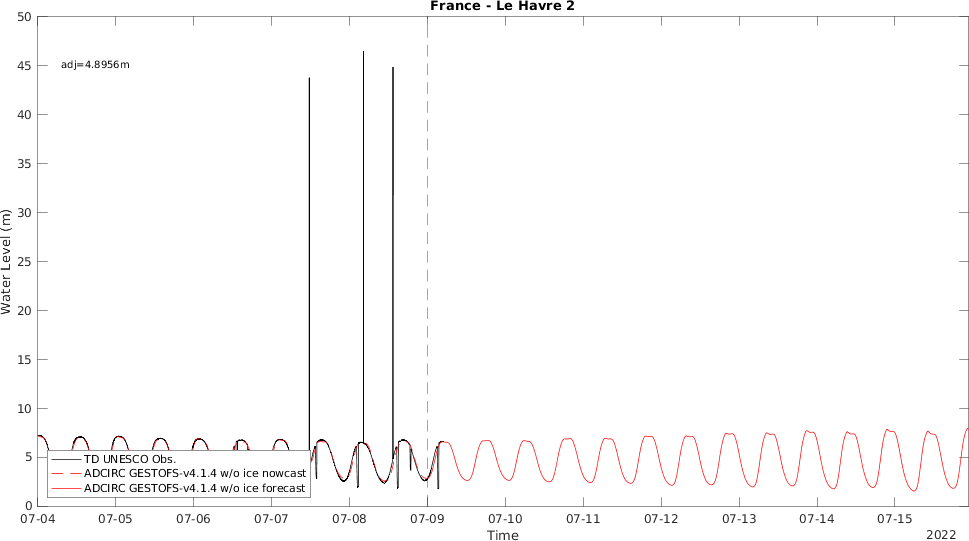 France - Le Havre 2
50
adj=4.8956m
45
40
35
30
25
20
15
10
5
0
Water Level (m)
TD UNESCO Obs.
ADCIRC GESTOFS-v4.1.4 w/o ice nowcast
ADCIRC GESTOFS-v4.1.4 w/o ice forecast
07-04 07-05 07-06 07-07 07-08 07-09 07-10 07-11 07-12 07-13 07-14 07-15
Time
2022